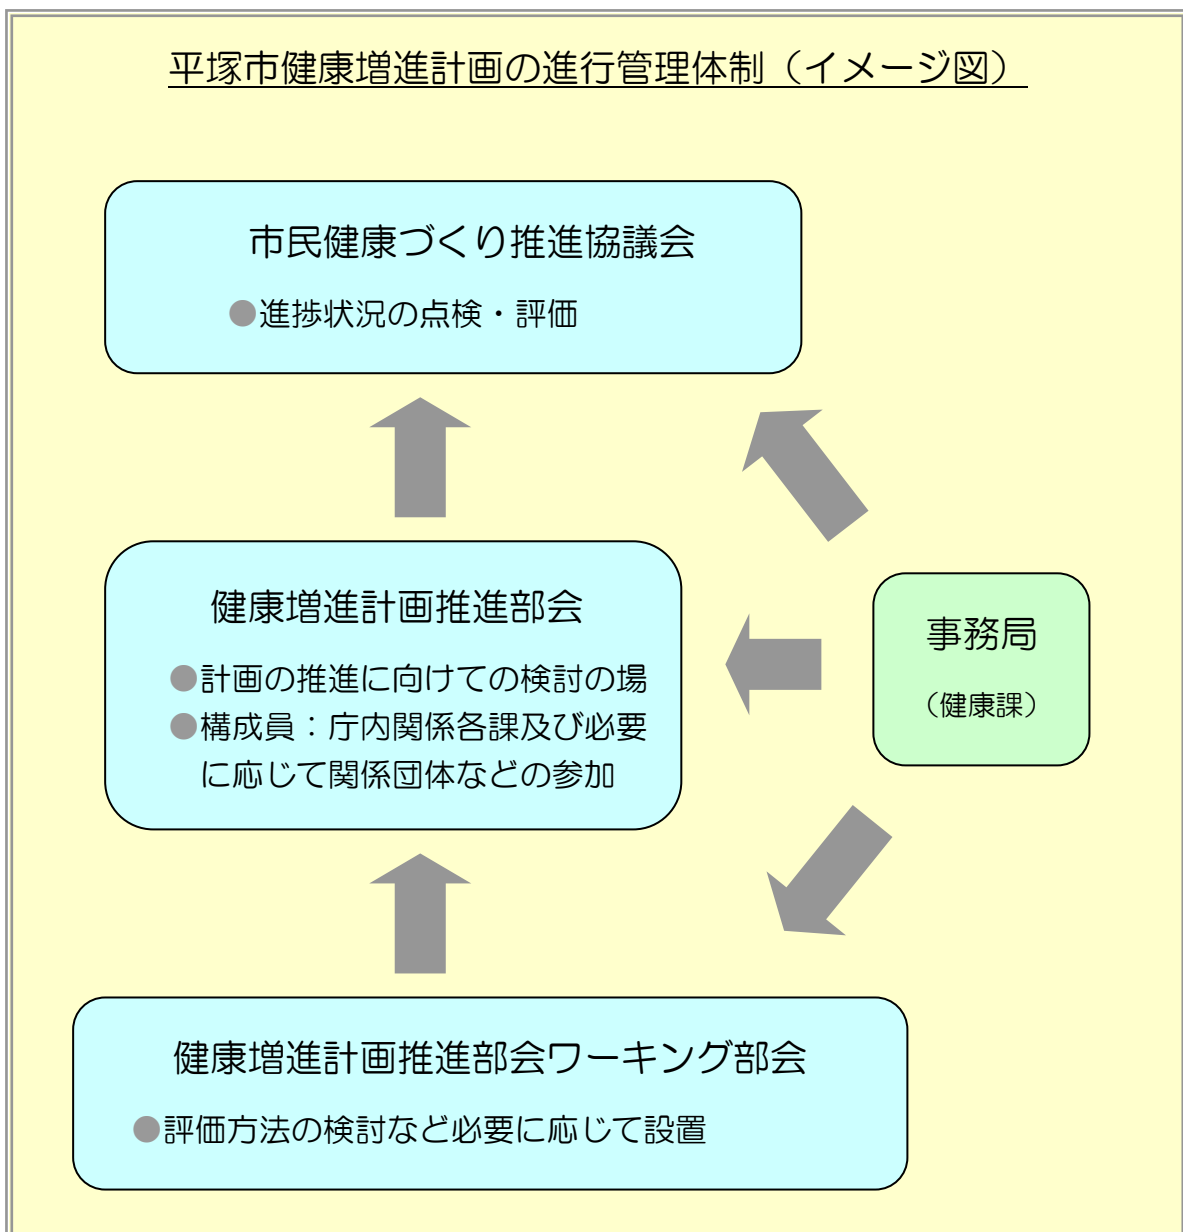 平塚市健康増進計画の進行管理体制（イメージ図）
市民健康づくり推進協議会
●進捗状況の点検・評価
健康増進計画推進部会
●計画の推進に向けての検討の場
●構成員：庁内関係各課及び必要
に応じて関係団体などの参加
事務局
（健康課）
健康増進計画推進部会ワーキング部会
●評価方法の検討など必要に応じて設置